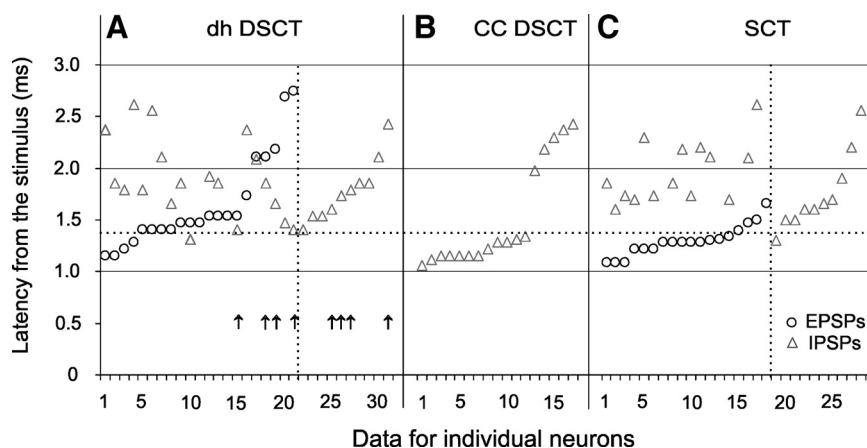 A dh DSCT B CC DSCT C SCT
Latency from the stimulus (ms)
3.0
2.5
2.0
1.5
1.0
0.5
0
EPSPs
IPSPs
1 5 10 15 20 25 30 1 5 10 15 1 5 10 15 20 25
Data for individual neurons